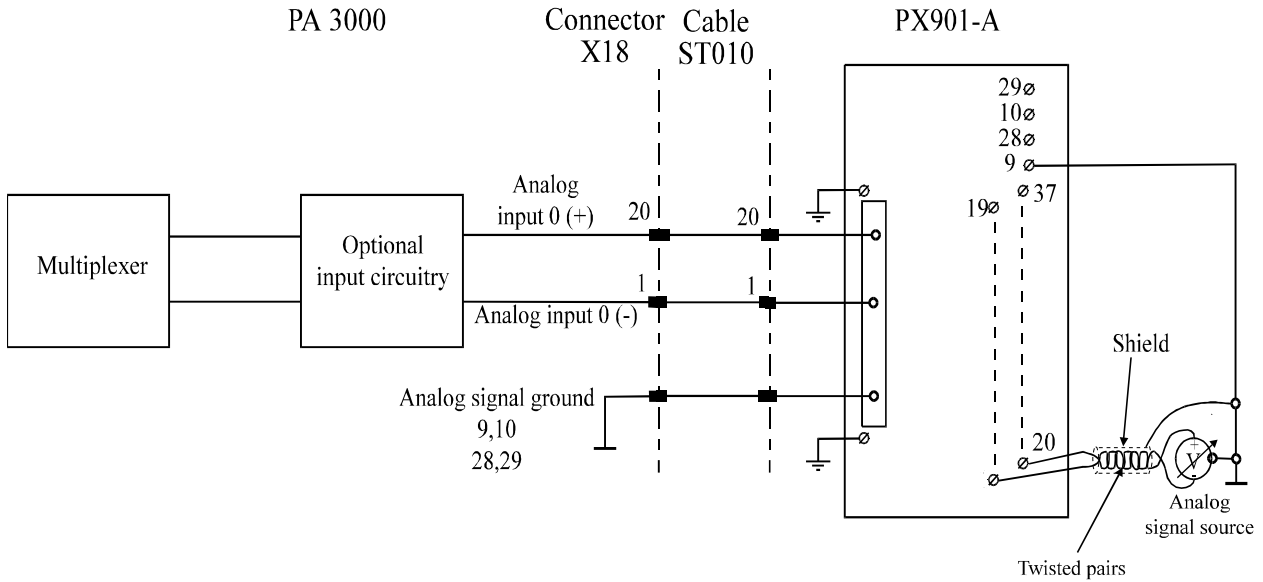 PA 3000
Connector
X18
Cable
ST010
PX901-A
29
10
28
9
37
19
Analog
input 0 (+)
20
20
Multiplexer
Optional
input circuitry
1
1
Analog input 0 (-)
Shield
Analog signal ground
9,10
28,29
20
+
V
-
Analog
signal source
Twisted pairs